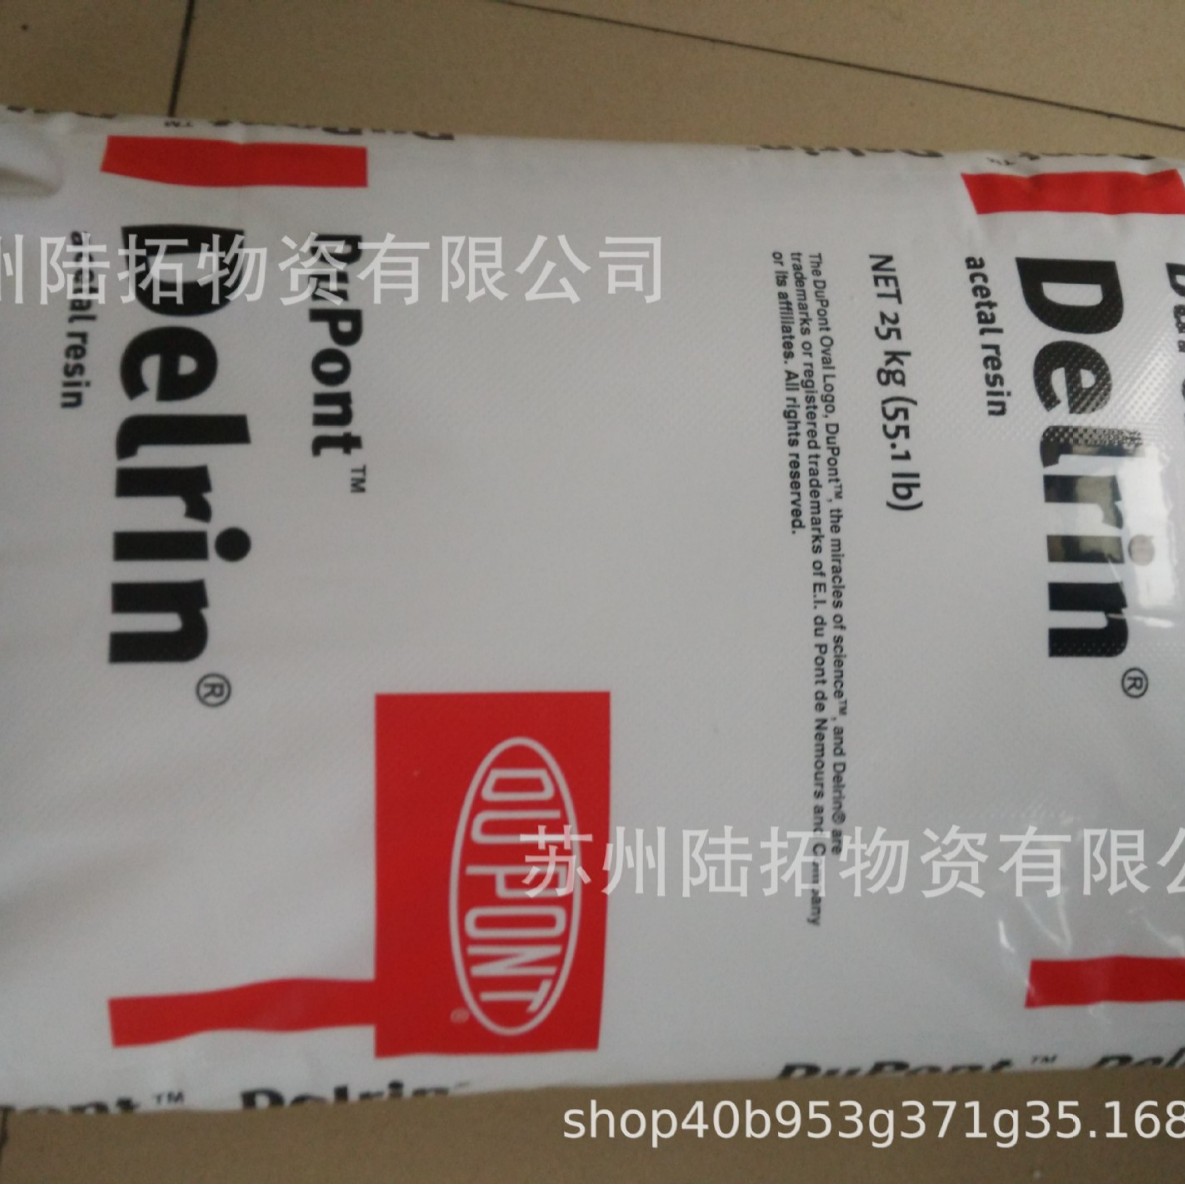 DuPont™
Delrin®
acetal resin
DUPONT®
Delrin®
acetal resin
NET 25 kg (55.1 lb)
The DuPont Oval Logo, DuPont™, the miracles of science™, and Delrin® are
trademarks or registered trademarks of E.I. du Pont de Nemours and Company
or its affiliates. All rights reserved.
DuPont™ Del
ont™ Delrin
州陆拓物资有限公司
苏州陆拓物资有限公
shop40b953g371g35.168